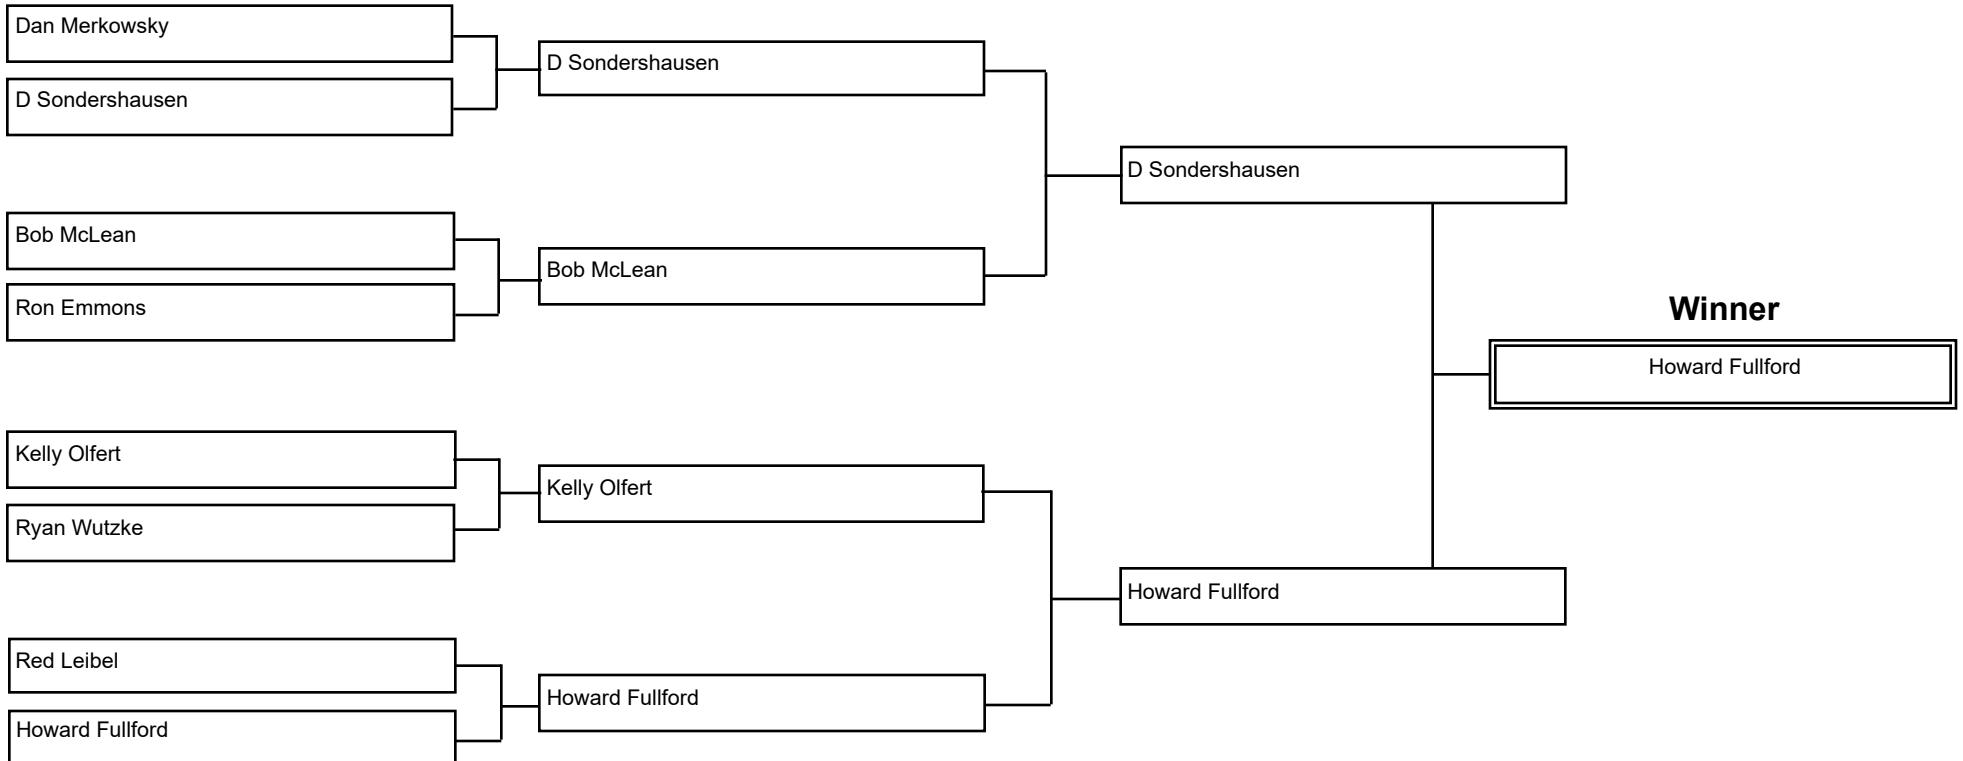 Dan Merkowsky
D Sondershausen
D Sondershausen
D Sondershausen
Bob McLean
Bob McLean
Ron Emmons
Winner
Howard Fullford
Kelly Olfert
Kelly Olfert
Ryan Wutzke
Howard Fullford
Red Leibel
Howard Fullford
Howard Fullford